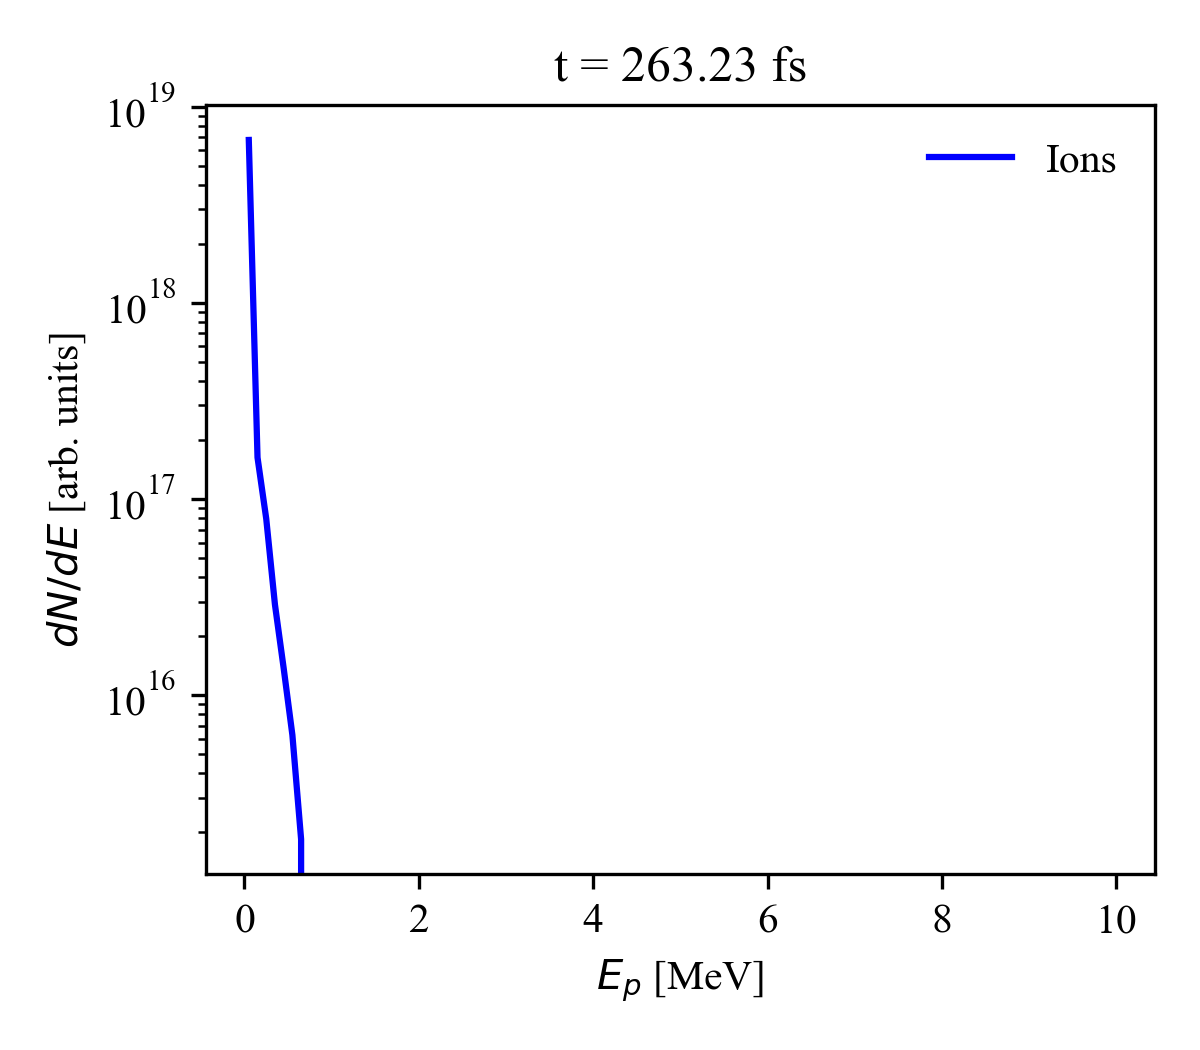 t = 263.23 fs
10^19
10^18
10^17
10^16
dN/dE [arb. units]
Ions
0 2 4 6 8 10
E_p [MeV]